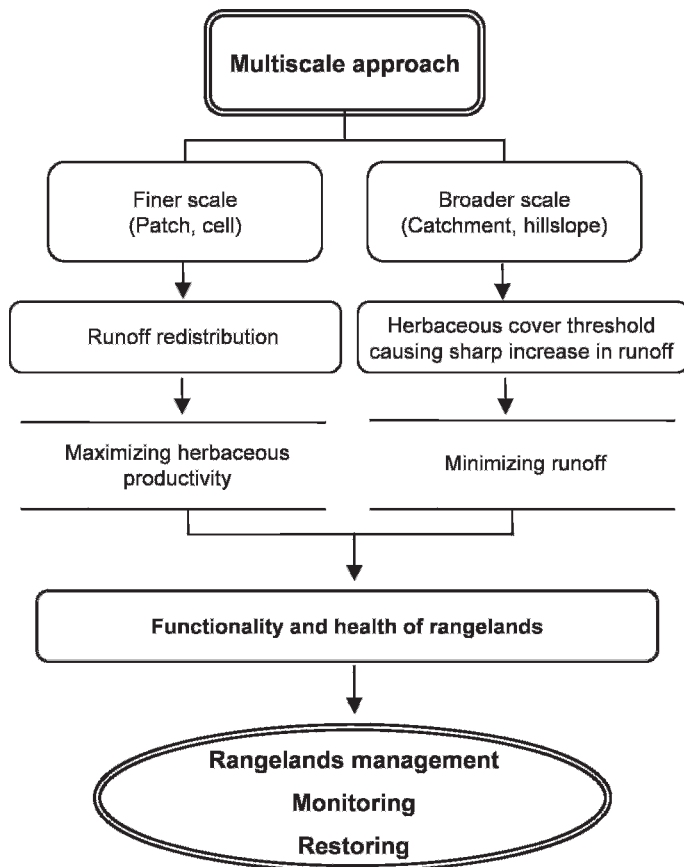 Multiscale approach
Finer scale
(Patch, cell)
Broader scale
(Catchment, hillslope)
Runoff redistribution
Herbaceous cover threshold
causing sharp increase in runoff
Maximizing herbaceous
productivity
Minimizing runoff
Functionality and health of rangelands
Rangelands management
Monitoring
Restoring